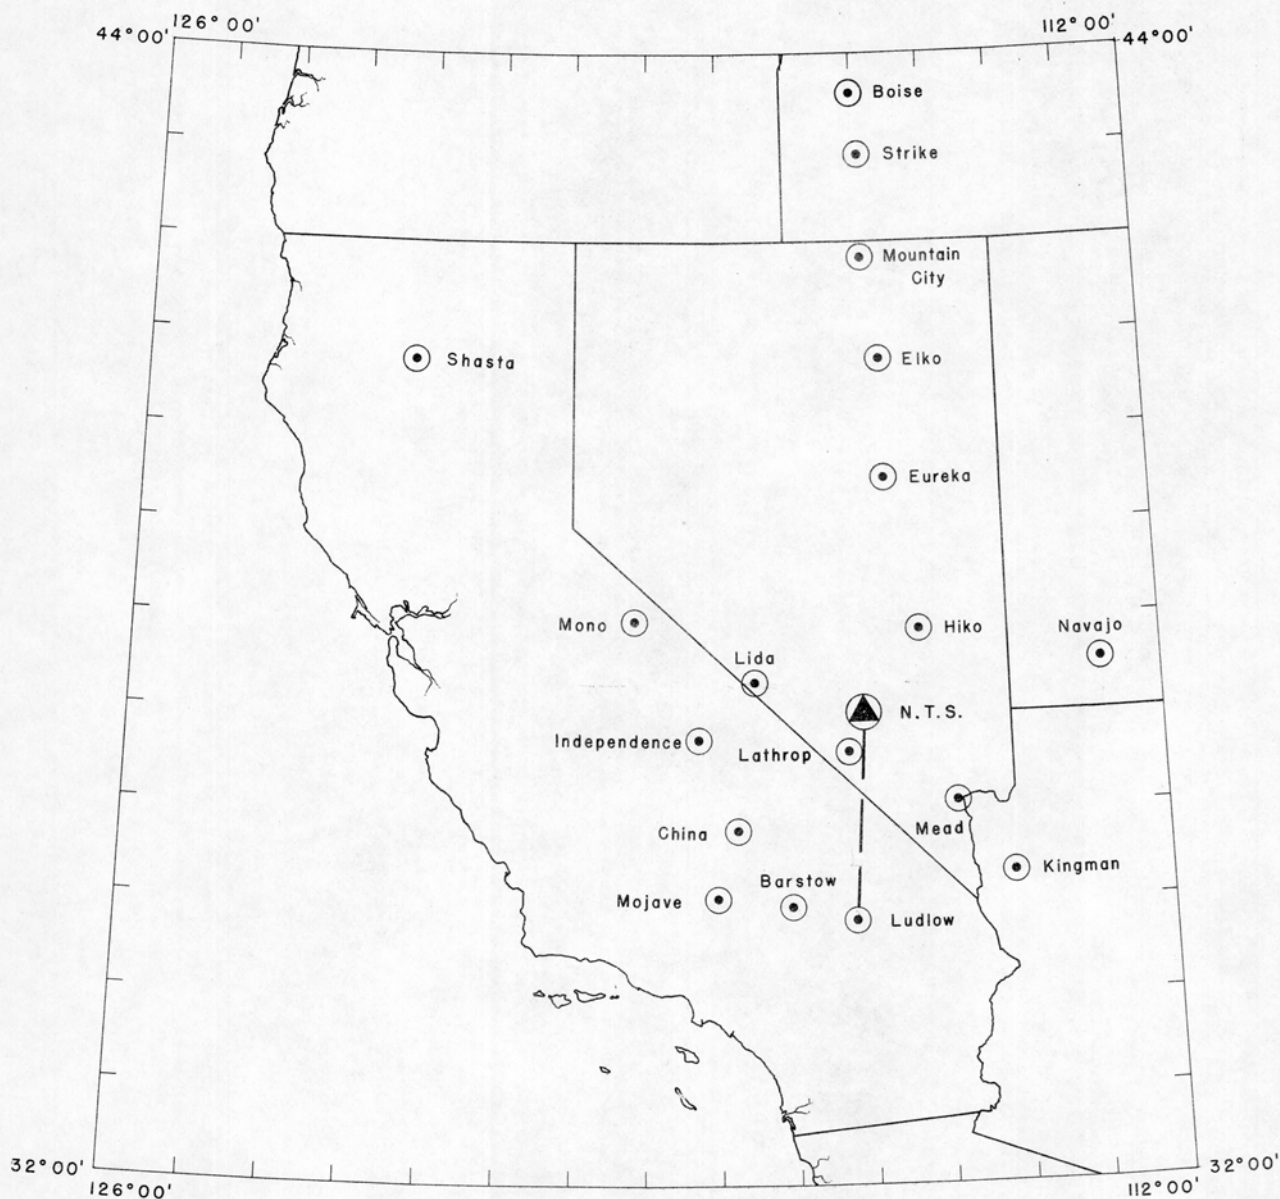 126° 00'
112° 00'
44°00'
44°00'
Boise
Strike
Mountain
City
Shasta
Elko
Eureka
Mono
Hiko
Navajo
Lida
N.T.S.
Independence
Lathrop
China
Mead
Kingman
Barstow
Mojave
Ludlow
32°00'
32°00'
126°00'
112°00'